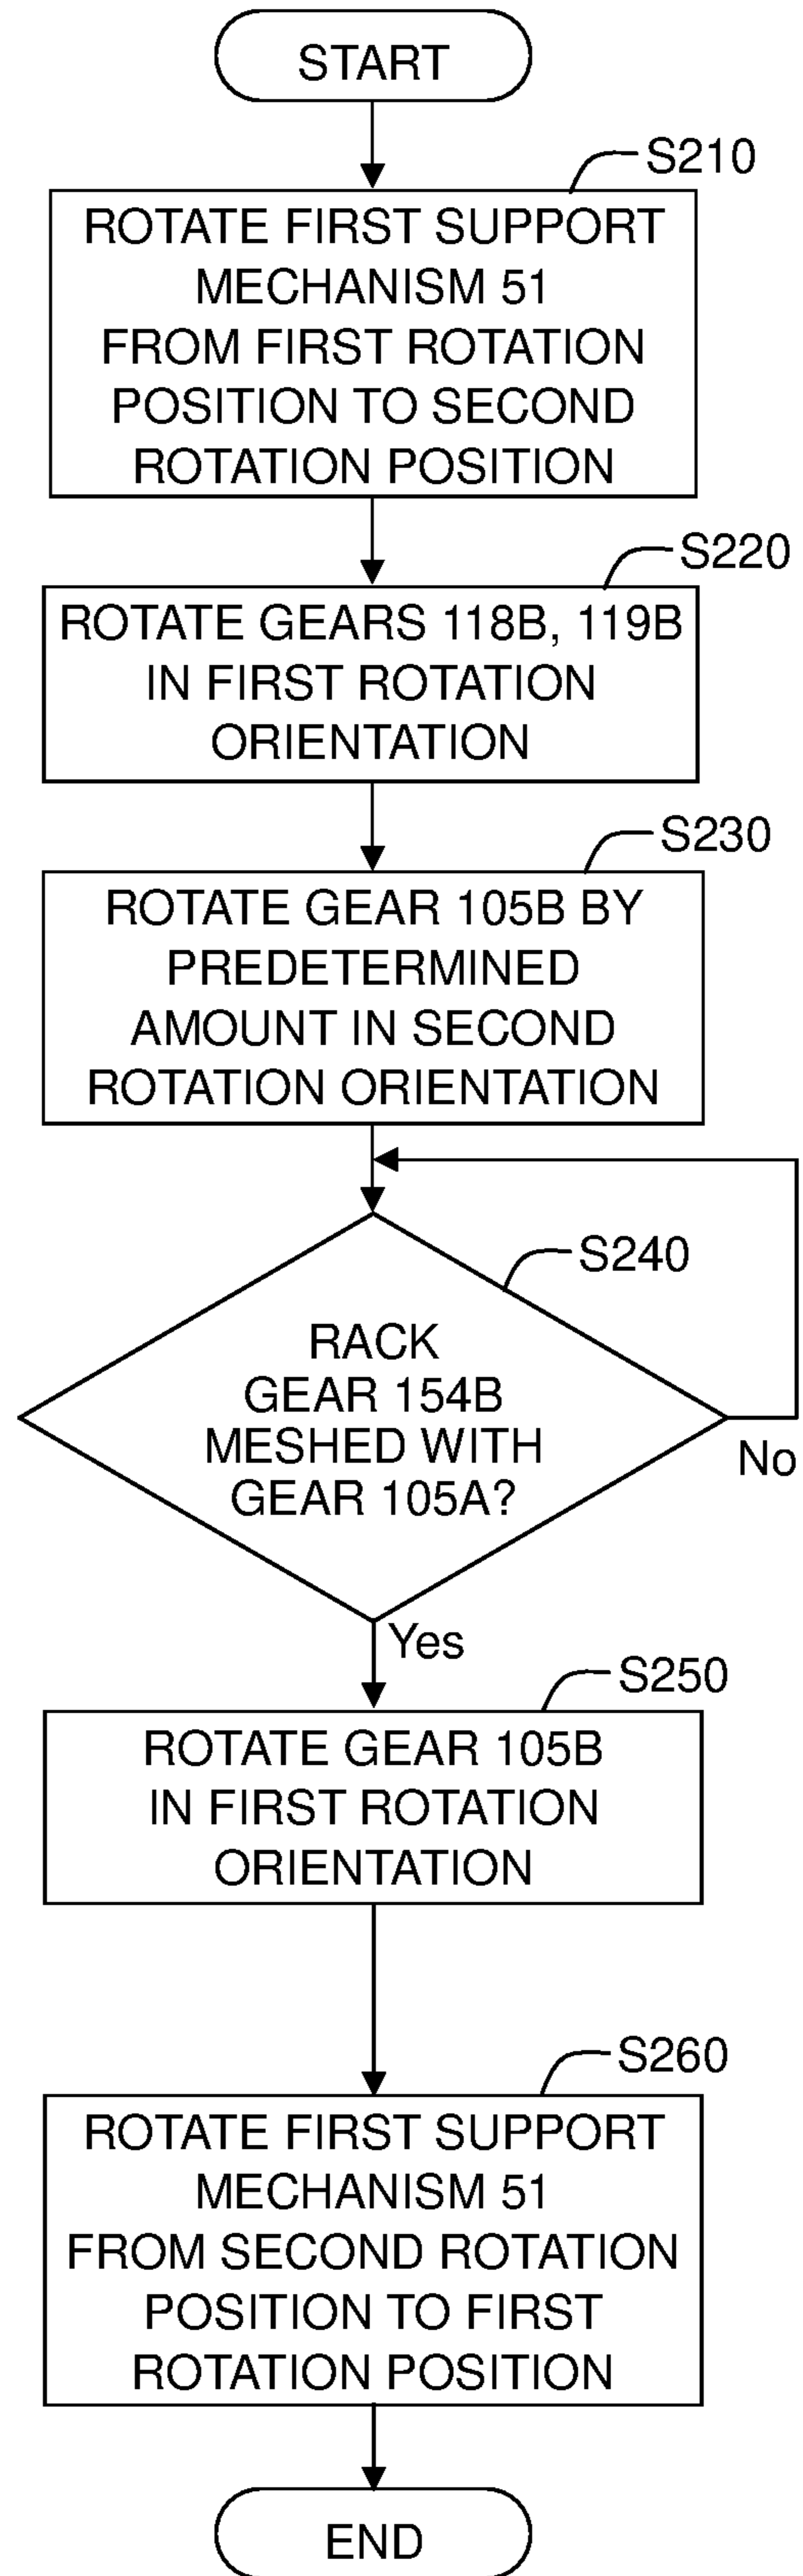 START
S210
ROTATE FIRST SUPPORT
MECHANISM 51
FROM FIRST ROTATION
POSITION TO SECOND
ROTATION POSITION
S220
ROTATE GEARS 118B, 119B
IN FIRST ROTATION
ORIENTATION
S230
ROTATE GEAR 105B BY
PREDETERMINED
AMOUNT IN SECOND
ROTATION ORIENTATION
S240
RACK
GEAR 154B
MESHED WITH
GEAR 105A?
No
Yes
S250
ROTATE GEAR 105B
IN FIRST ROTATION
ORIENTATION
S260
ROTATE FIRST SUPPORT
MECHANISM 51
FROM SECOND ROTATION
POSITION TO FIRST
ROTATION POSITION
END